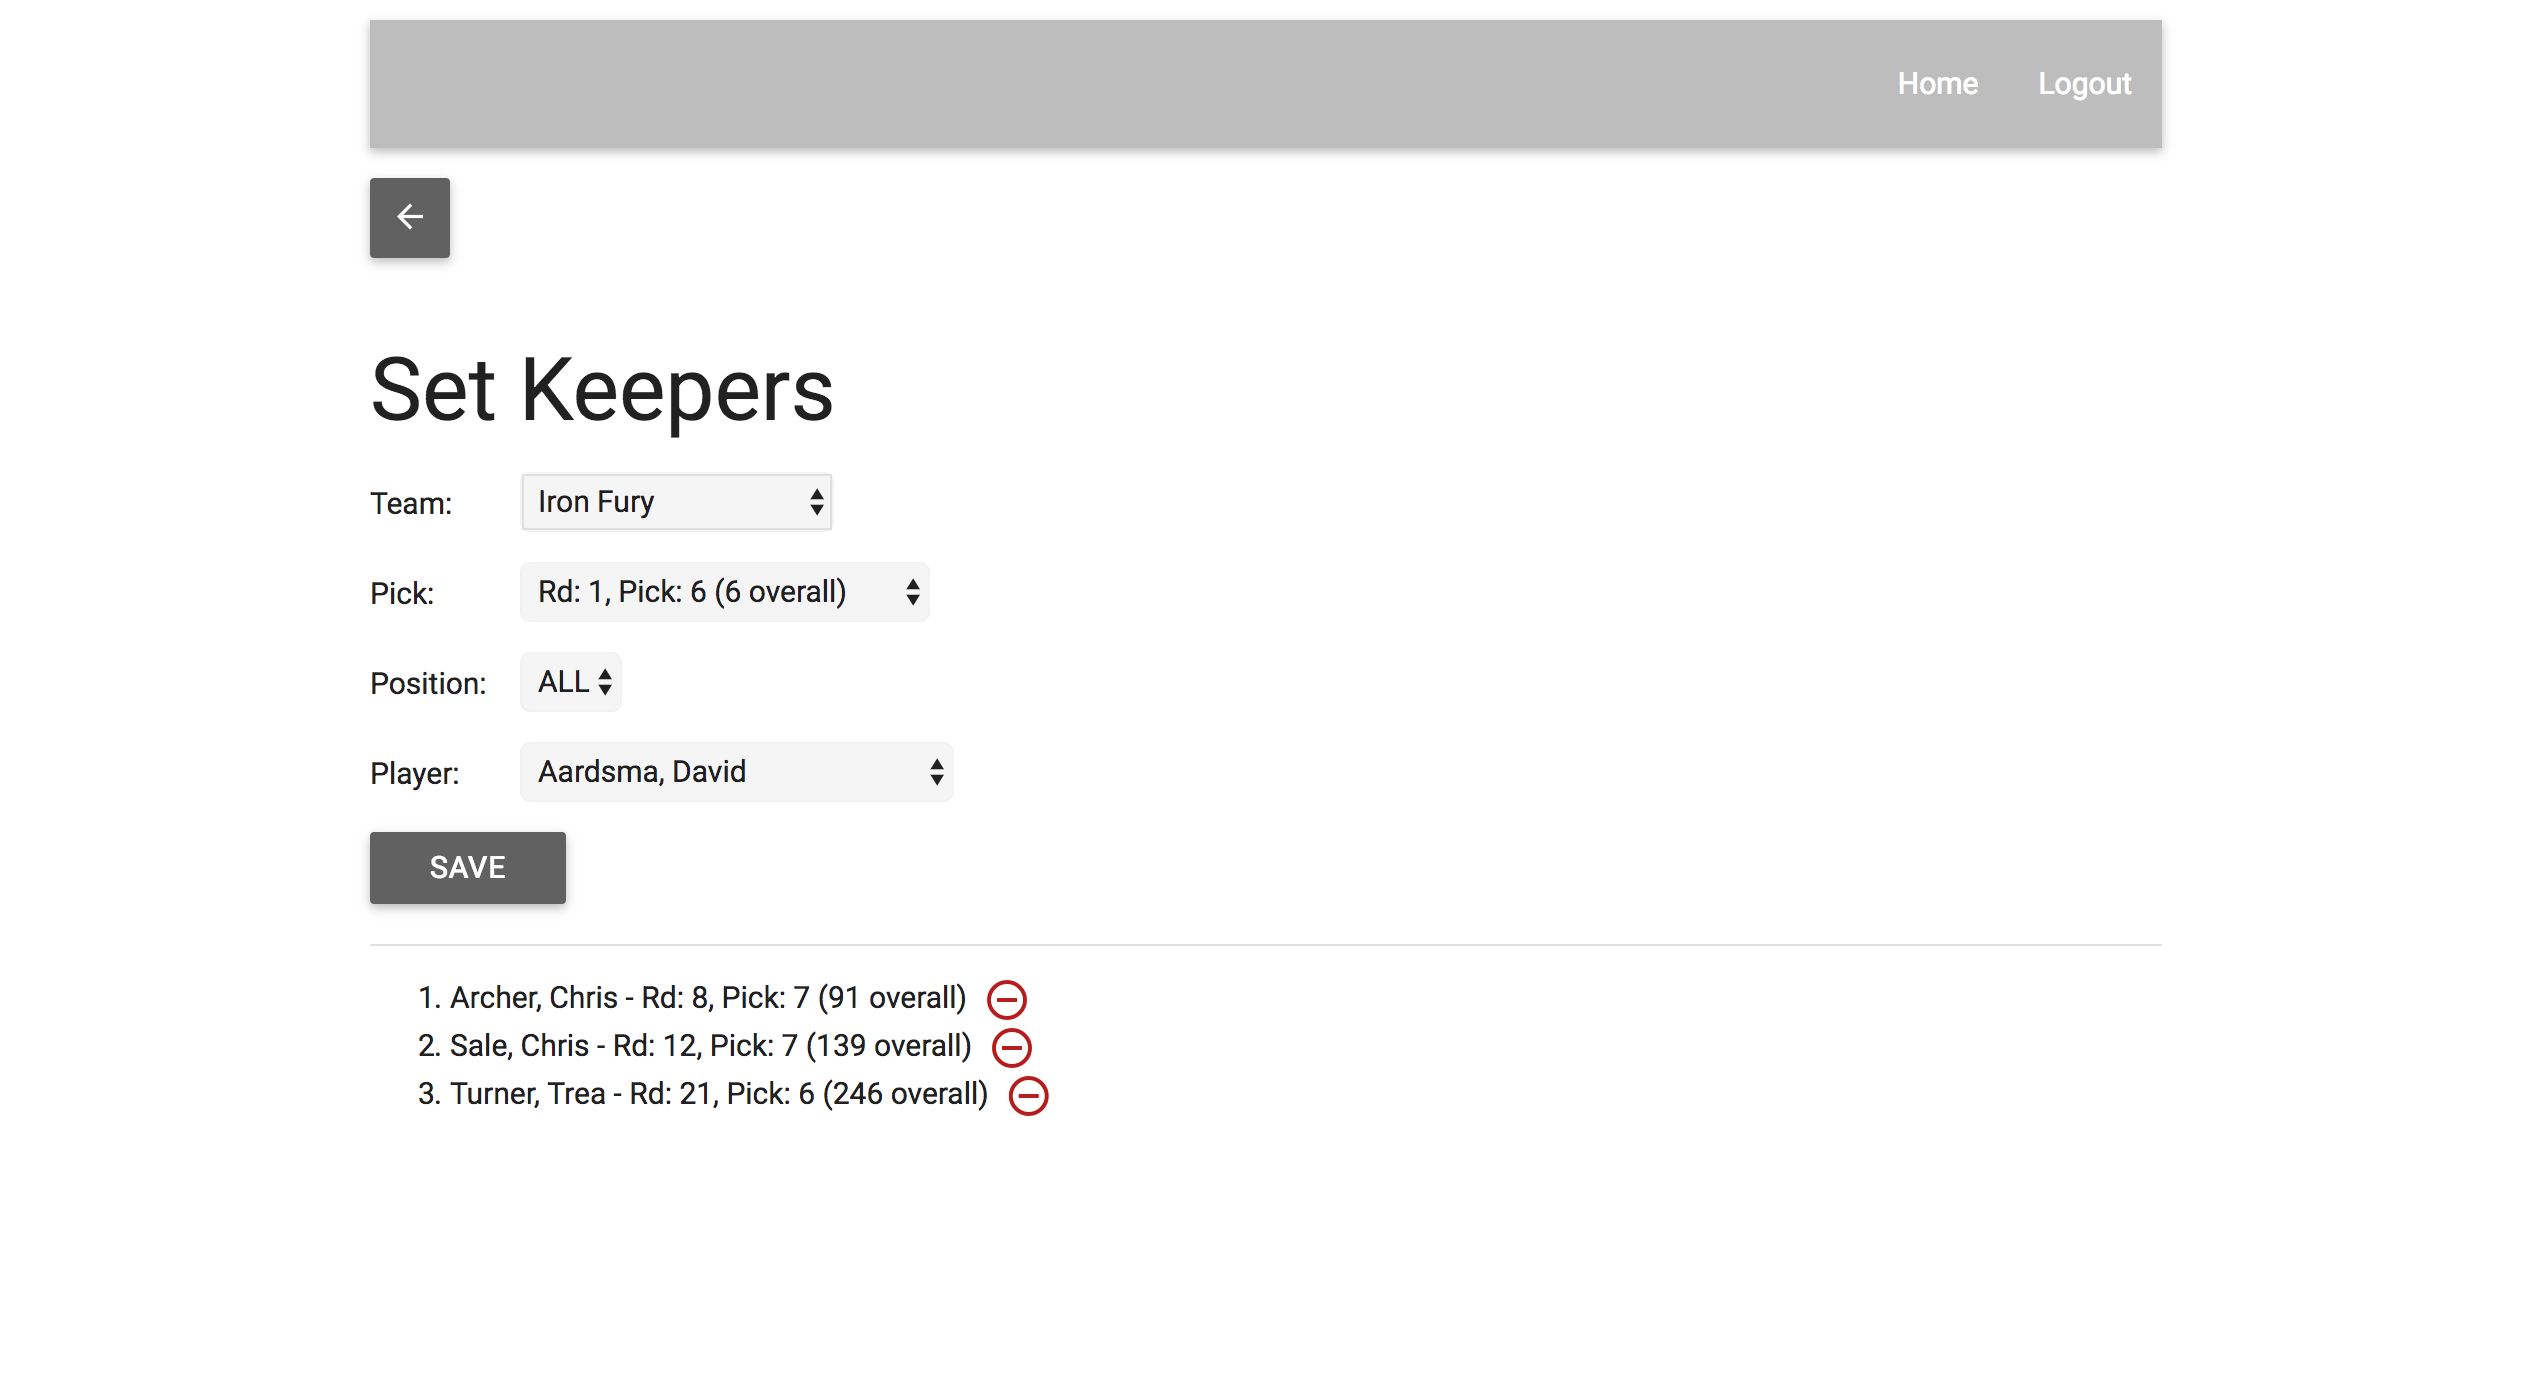 Home Logout
Set Keepers
Team: Iron Fury
Pick: Rd: 1, Pick: 6 (6 overall)
Position: ALL
Player: Aardsma, David
SAVE
1. Archer, Chris - Rd: 8, Pick: 7 (91 overall)
2. Sale, Chris - Rd: 12, Pick: 7 (139 overall)
3. Turner, Trea - Rd: 21, Pick: 6 (246 overall)